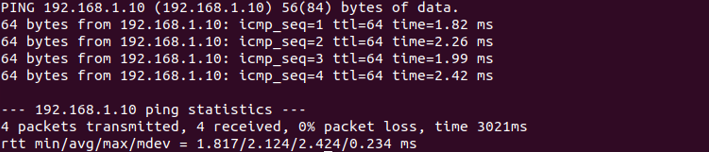 PING 192.168.1.10 (192.168.1.10) 56(84) bytes of data.
64 bytes from 192.168.1.10: icmp_seq=1 ttl=64 time=1.82 ms
64 bytes from 192.168.1.10: icmp_seq=2 ttl=64 time=2.26 ms
64 bytes from 192.168.1.10: icmp_seq=3 ttl=64 time=1.99 ms
64 bytes from 192.168.1.10: icmp_seq=4 ttl=64 time=2.42 ms
--- 192.168.1.10 ping statistics ---
4 packets transmitted, 4 received, 0% packet loss, time 3021ms
rtt min/avg/max/mdev = 1.817/2.124/2.424/0.234 ms